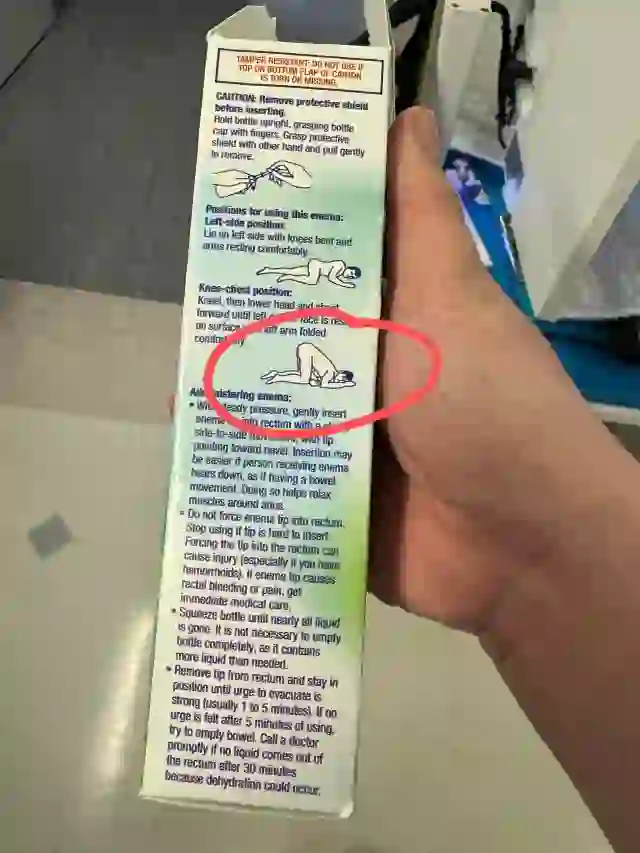 TAMPER RESISTANT: DO NOT USE IF
TOP OR BOTTOM FLAP OF CARTON
IS TORN OR MISSING.
CAUTION: Remove protective shield
before inserting.
Hold bottle upright, grasping bottle
cap with fingers. Grasp protective
shield with other hand and pull gently
to remove.
Positions for using this enema:
Left-side position:
Lie on left side with knees bent and
arms resting comfortably.
Knee-chest position:
Kneel, then lower head and chest
forward until left face is
on surface left arm folded
comfortably
Administering enema:
• With steady pressure, gently insert
enema into rectum with a
side-to-side with tip
pointing toward navel. Insertion may
be easier if person receiving enema
bears down, as if having a bowel
movement. Doing so helps relax
muscles around anus.
• Do not force enema tip into rectum.
Stop using if tip is hard to insert.
Forcing the tip into the rectum can
cause injury (especially if you have
hemorrhoids). If enema tip causes
rectal bleeding or pain, get
immediate medical care.
• Squeeze bottle until nearly all liquid
is gone. It is not necessary to empty
bottle completely, as it contains
more liquid than needed.
• Remove tip from rectum and stay in
position until urge to evacuate is
strong (usually 1 to 5 minutes). If no
urge is felt after 5 minutes of using,
try to empty bowel. Call a doctor
promptly if no liquid comes out of
the rectum after 30 minutes
because dehydration could occur.